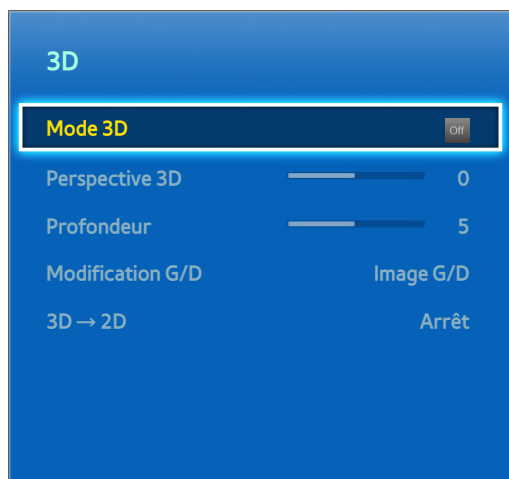 3D
Mode 3D Off
Perspective 3D 0
Profondeur 5
Modification G/D Image G/D
3D → 2D Arrêt